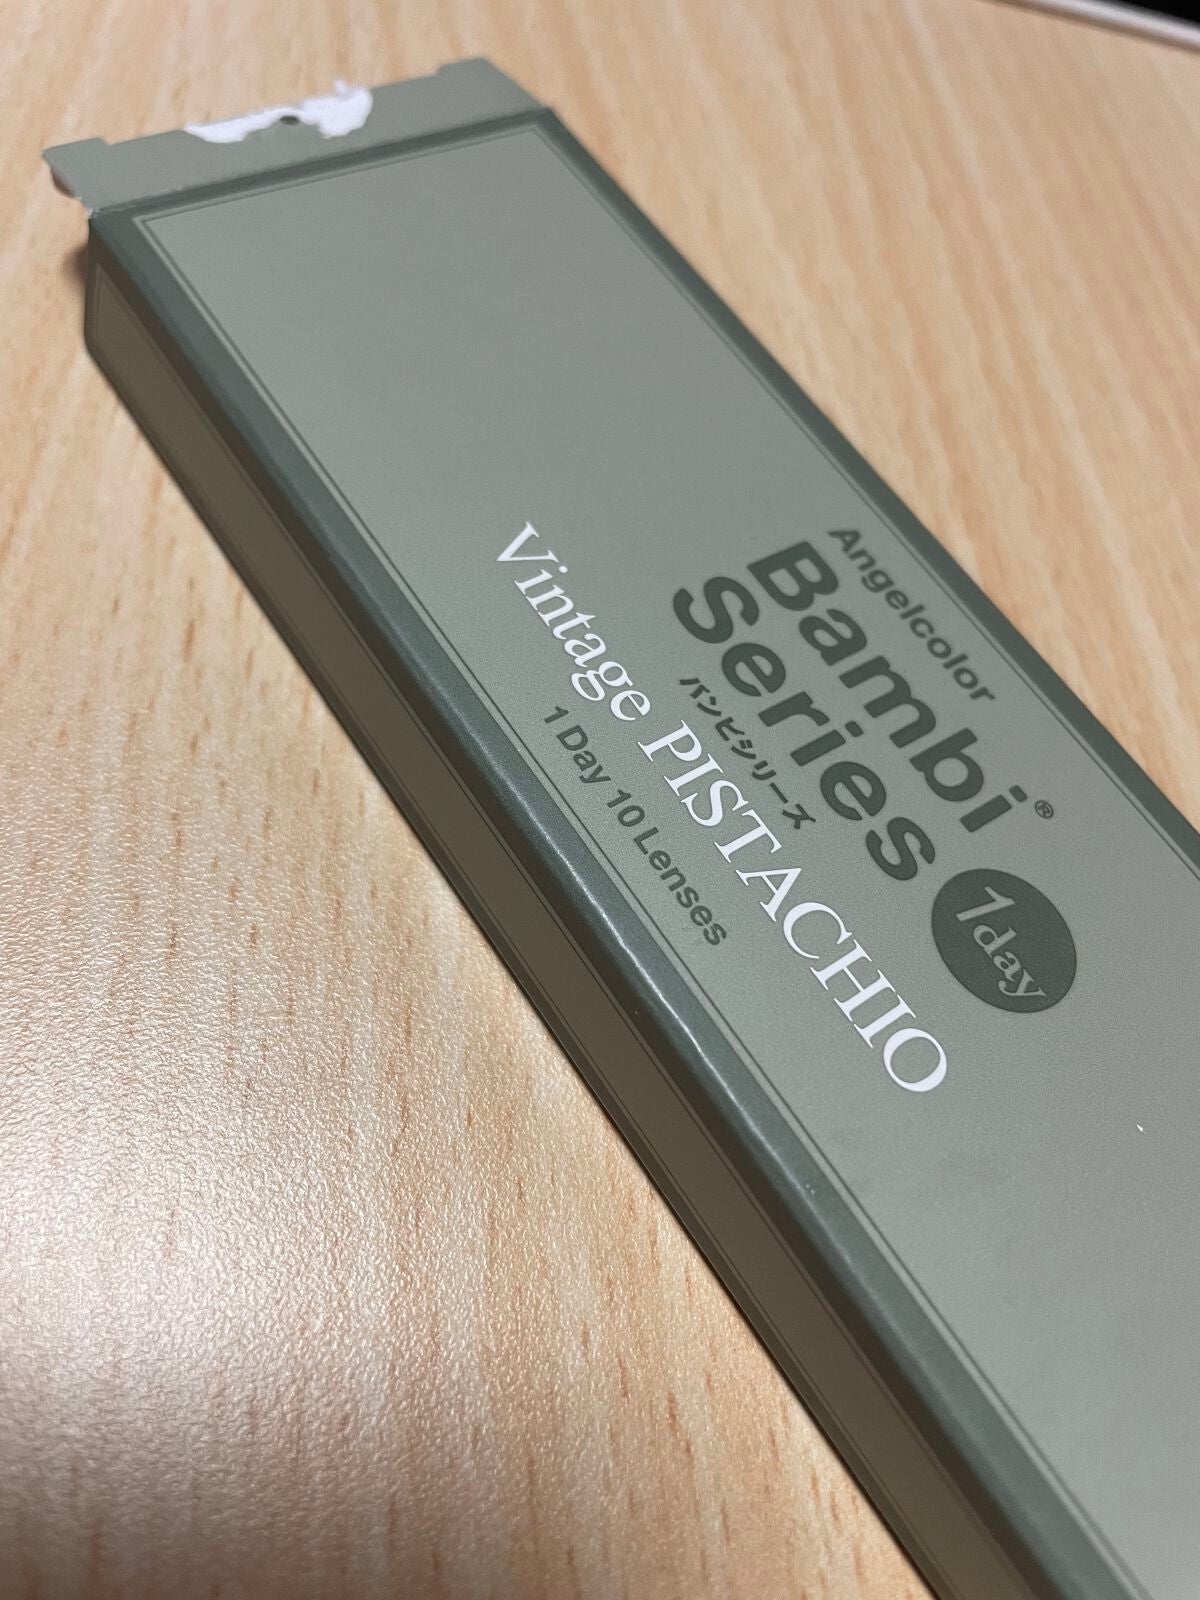 Angelcolor
Bambi®
Series
バンビシリーズ
1day
Vintage PISTACHIO
1 Day 10 Lenses